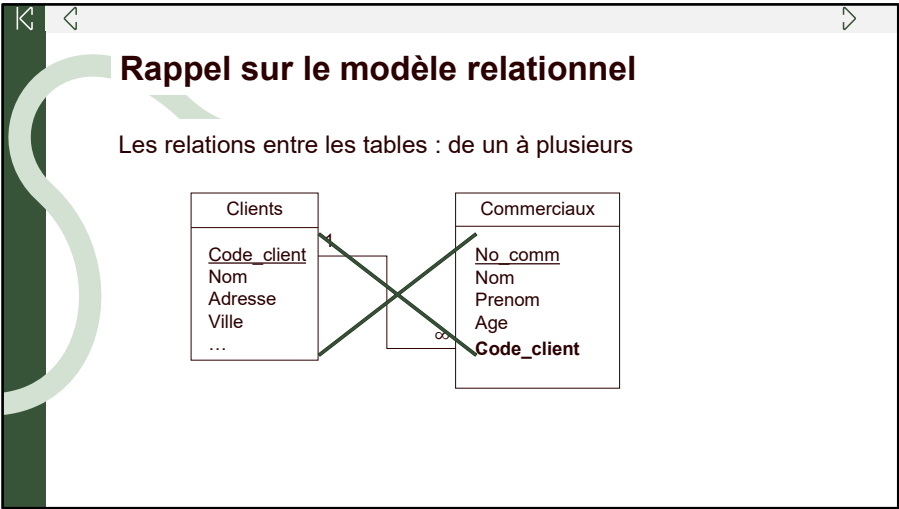 Rappel sur le modèle relationnel
Les relations entre les tables : de un à plusieurs
Clients
Code_client
Nom
Adresse
Ville
…
1
∞
Commerciaux
No_comm
Nom
Prenom
Age
Code_client